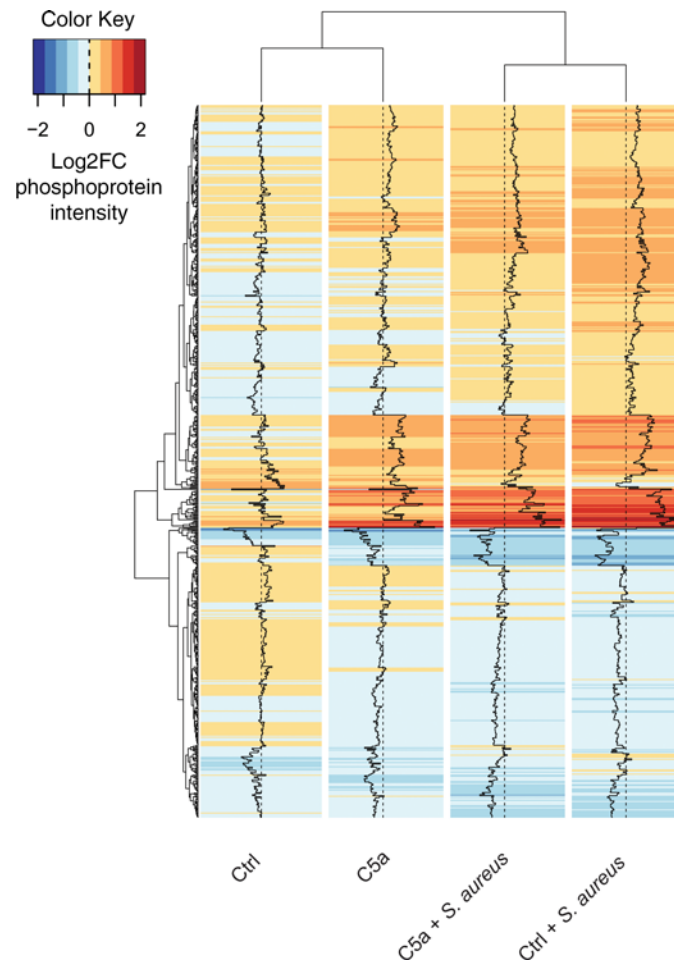 Color Key
−2 0 2
Log2FC
phosphoprotein
intensity
Ctrl
C5a
C5a + S. aureus
Ctrl + S. aureus